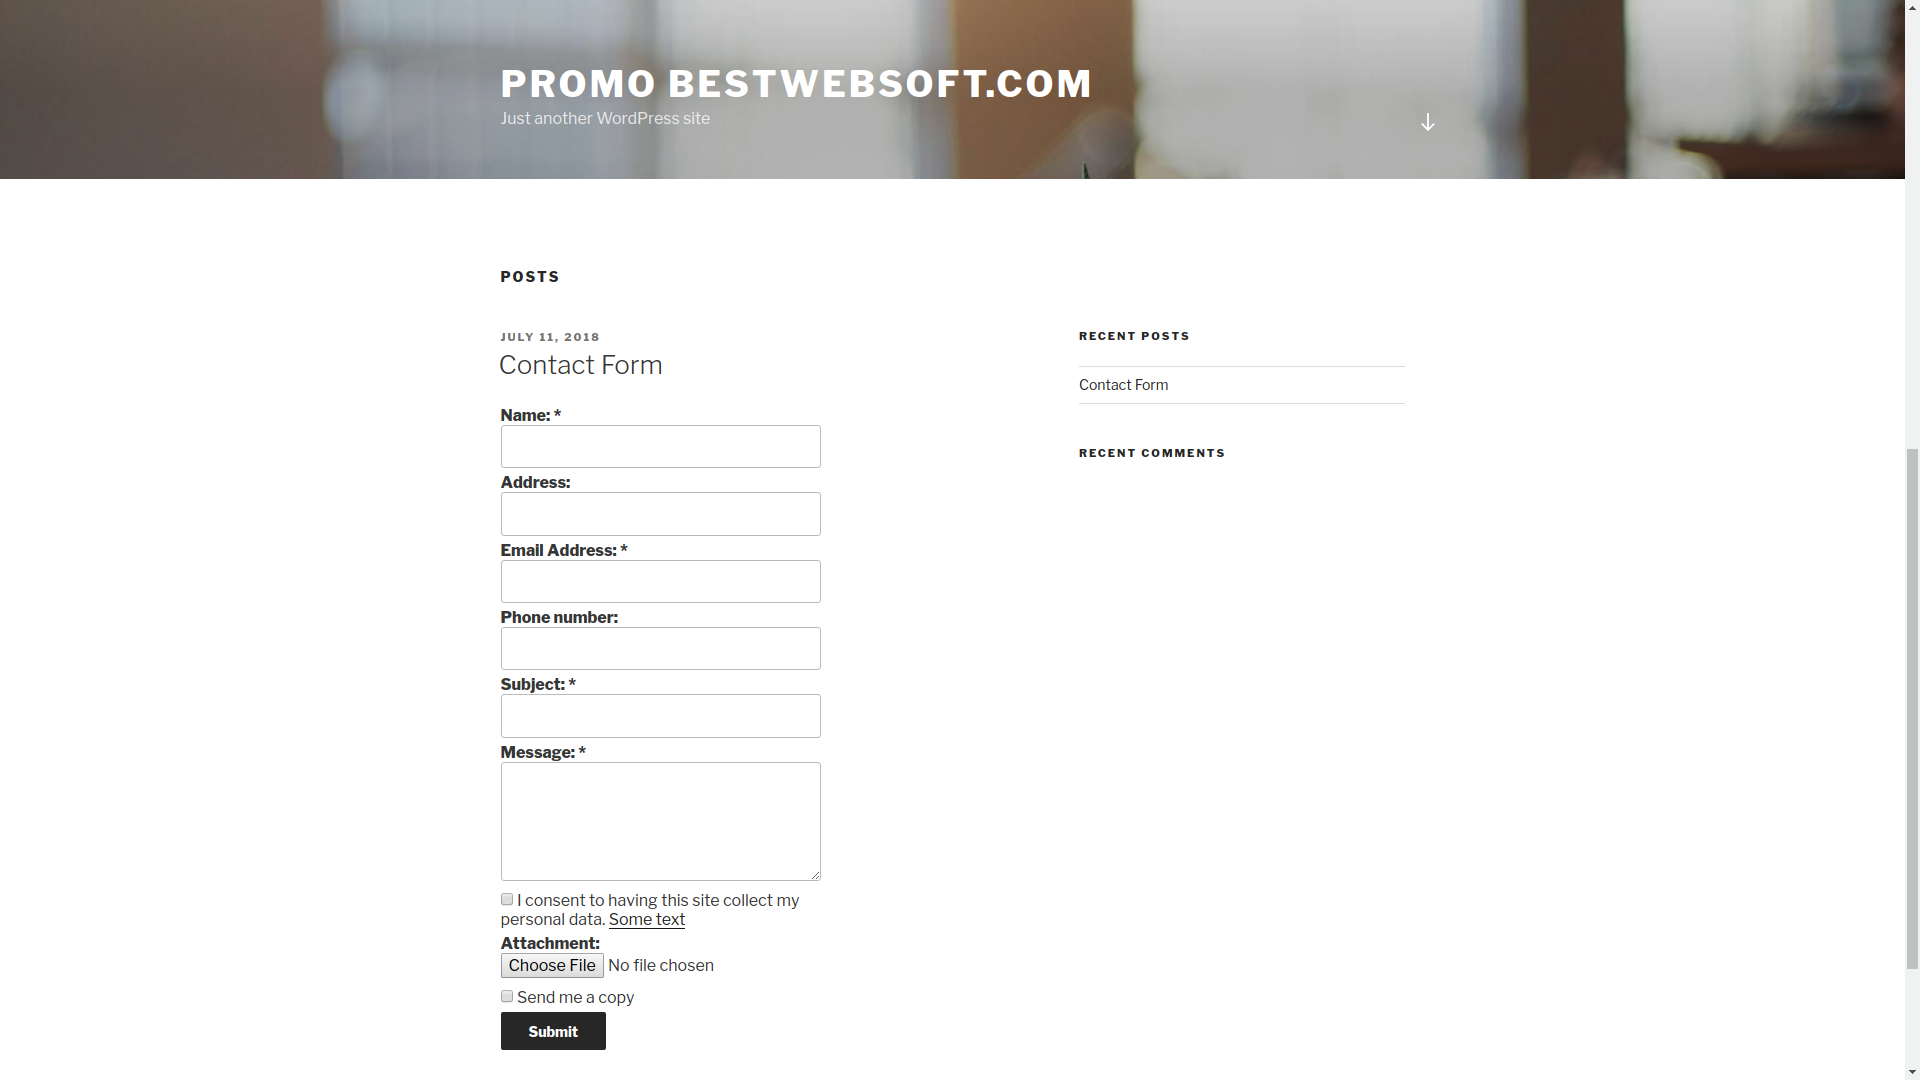 PROMO BESTWEBSOFT.COM
Just another WordPress site
POSTS
JULY 11, 2018
Contact Form
Name: *
Address:
Email Address: *
Phone number:
Subject: *
Message: *
I consent to having this site collect my
personal data. Some text
Attachment:
Choose File No file chosen
Send me a copy
Submit
RECENT POSTS
Contact Form
RECENT COMMENTS